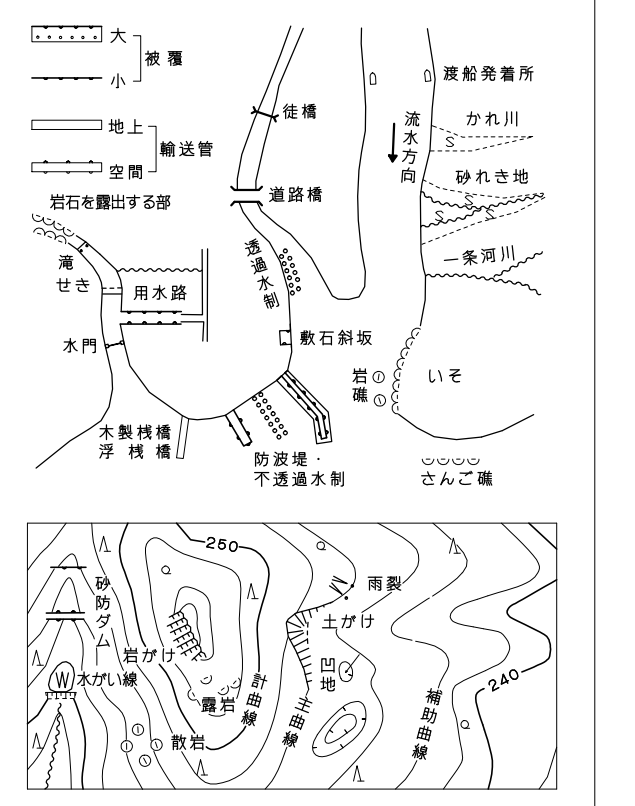 大
小
被覆
地上
空間
輸送管
岩石を露出する部
滝
せき
用水路
水門
木製桟橋
浮桟橋
徒橋
道路橋
透過水制
敷石斜坂
防波堤・
不透過水制
渡船発着所
流水方向
かれ川
砂れき地
一条河川
岩礁
いそ
さんご礁
250
砂防ダム
雨裂
土がけ
岩がけ
水がい線
凹地
露岩
計曲線
主曲線
補助曲線
240
散岩